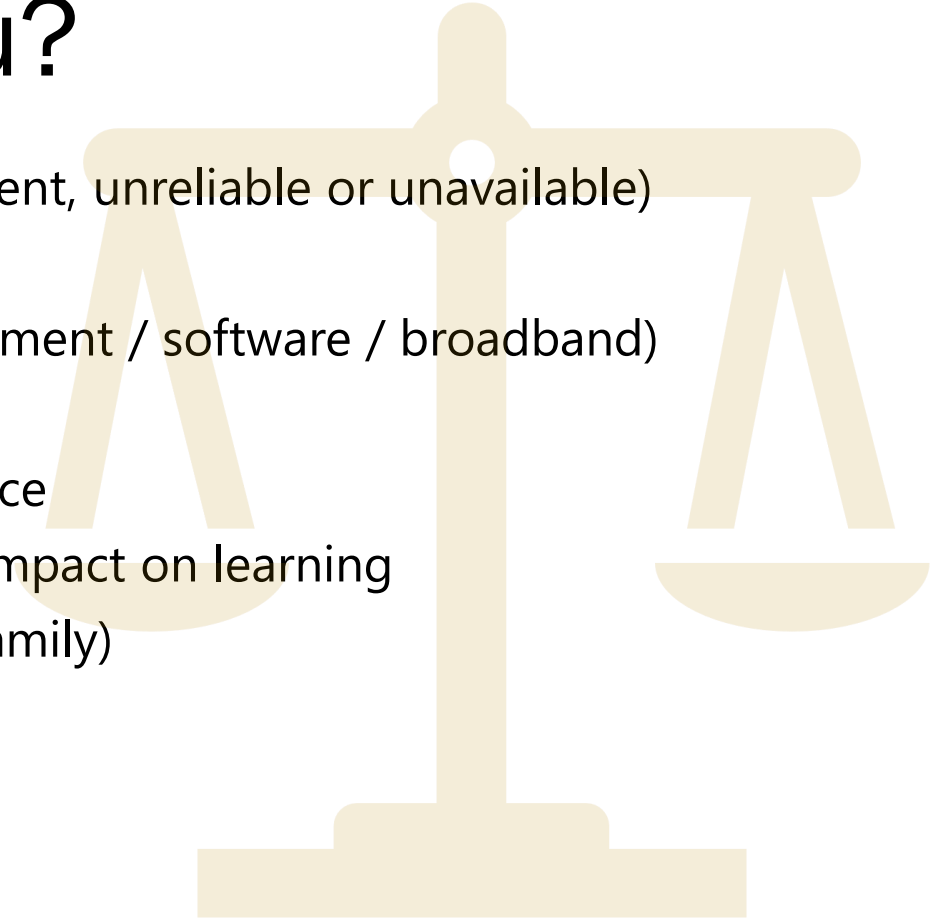 u?
ent, unreliable or unavailable)
ment / software / broadband)
ce
mpact on learning
mily)